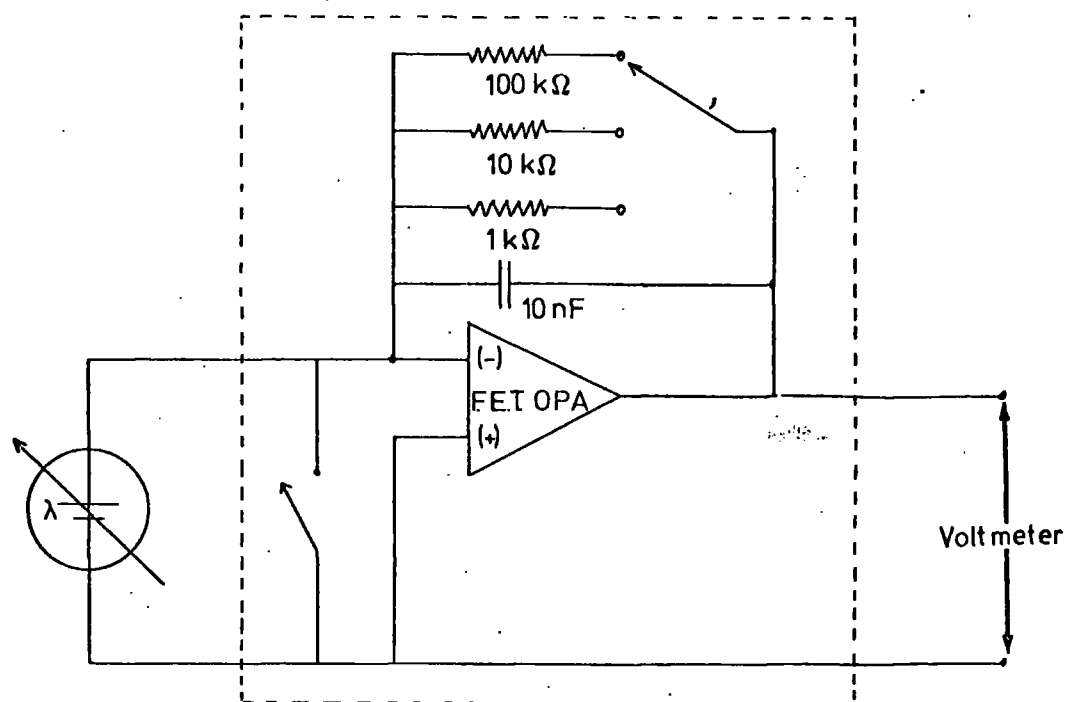 100 kΩ
10 kΩ
1 kΩ
10 nF
(-)
F.E.T. OPA
(+)
λ
Volt meter